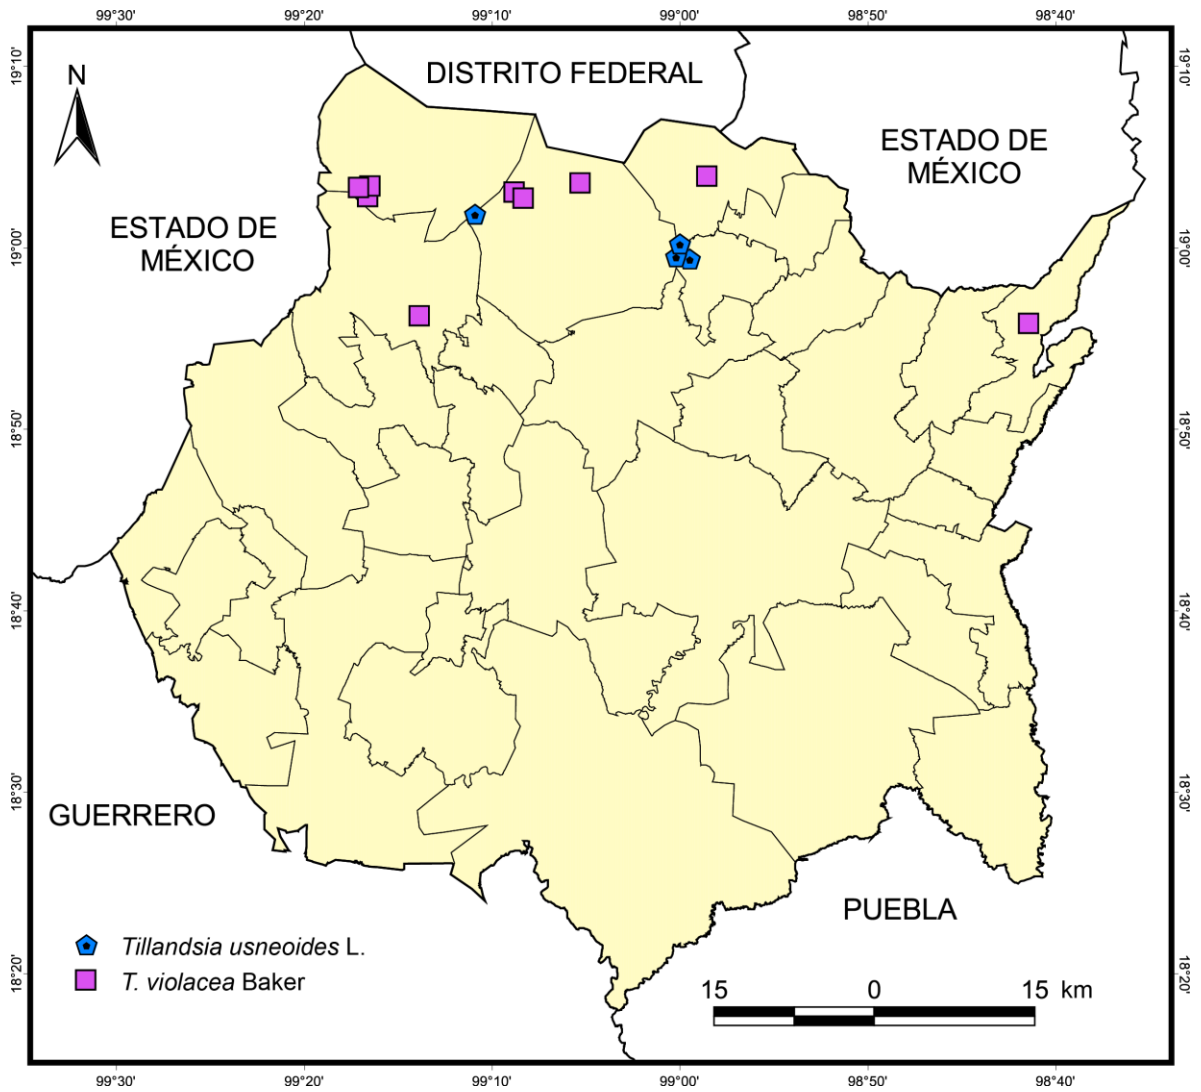 99°30' 99°20' 99°10' 99°00' 98°50' 98°40'
19°10' 19°10'
N
DISTRITO FEDERAL
ESTADO DE
MÉXICO
ESTADO DE
MÉXICO
19°00' 19°00'
18°50' 18°50'
18°40' 18°40'
18°30' 18°30'
GUERRERO
PUEBLA
Tillandsia usneoides L.
T. violacea Baker
18°20' 18°20'
15 0 15 km
99°30' 99°20' 99°10' 99°00' 98°50' 98°40'